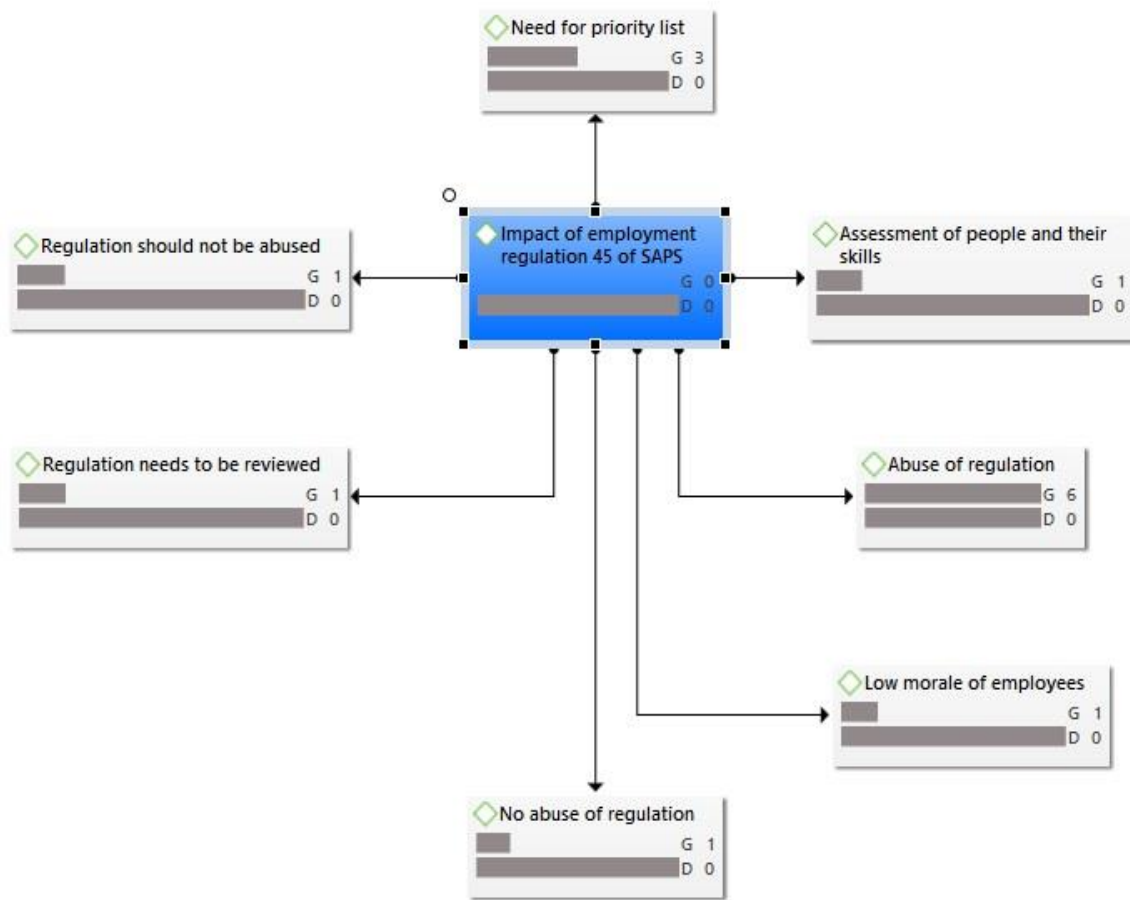 Need for priority list
G 3
D 0
Regulation should not be abused
G 1
D 0
Impact of employment
regulation 45 of SAPS
G 0
D 0
Assessment of people and their
skills
G 1
D 0
Regulation needs to be reviewed
G 1
D 0
Abuse of regulation
G 6
D 0
Low morale of employees
G 1
D 0
No abuse of regulation
G 1
D 0